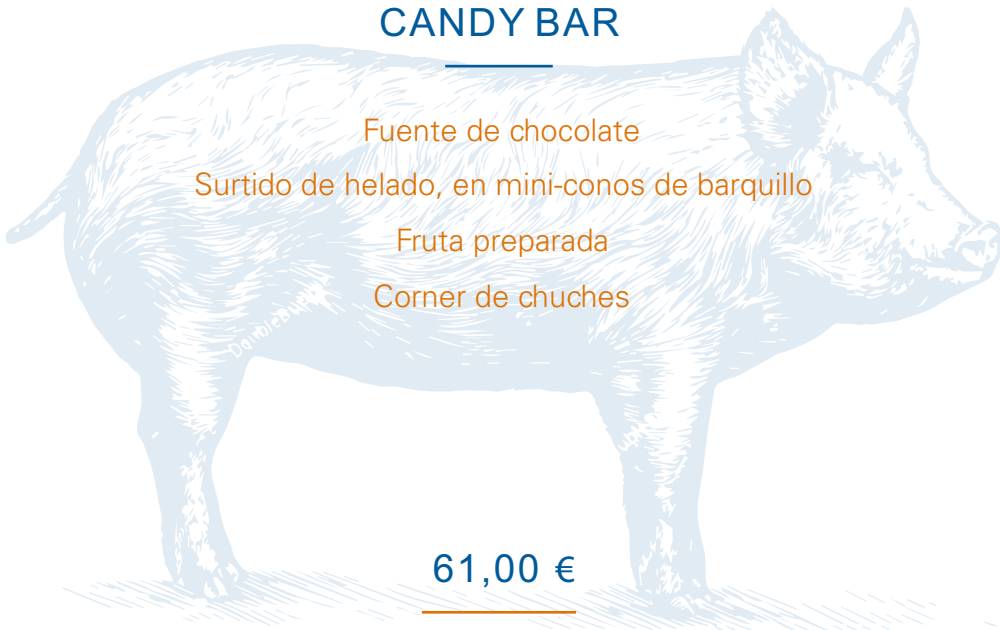 CANDY BAR
Fuente de chocolate
Surtido de helado, en mini-conos de barquillo
Fruta preparada
Corner de chuches
61,00 €